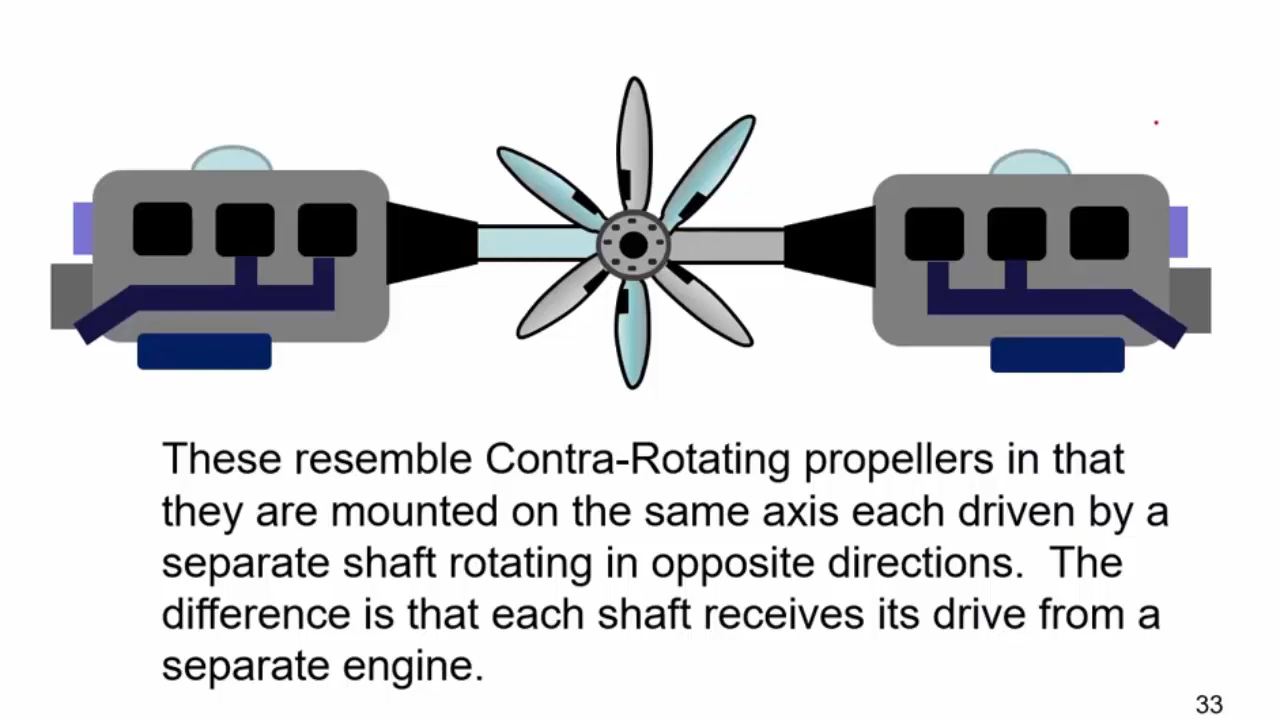 These resemble Contra-Rotating propellers in that
they are mounted on the same axis each driven by a
separate shaft rotating in opposite directions.  The
difference is that each shaft receives its drive from a
separate engine.
33